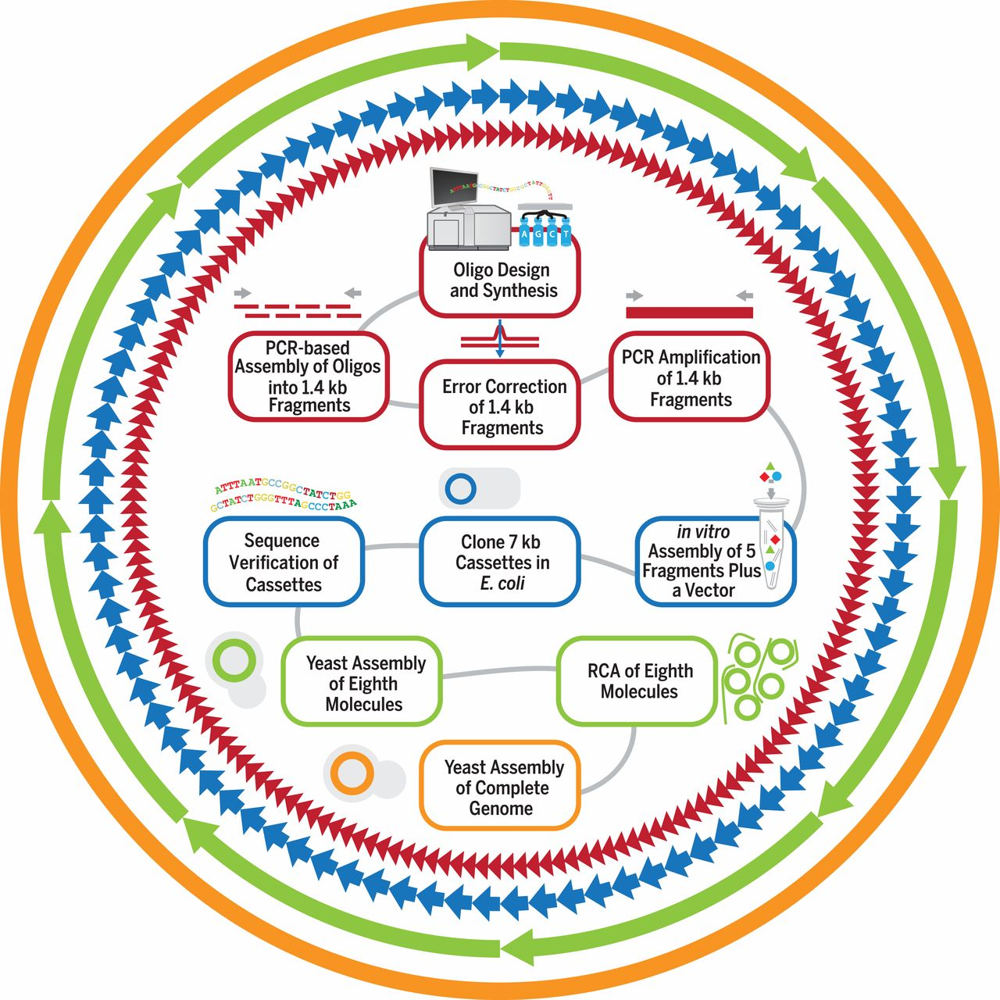 ATTTAATGCCGGCTATCTGGCGCTATTGGGTT
A G C T
Oligo Design
and Synthesis
PCR-based
Assembly of Oligos
into 1.4 kb
Fragments
Error Correction
of 1.4 kb
Fragments
PCR Amplification
of 1.4 kb
Fragments
ATTTAATGCCGGCTATCTGG
GCTATCTGGGTTTAGCCCTAAA
Sequence
Verification of
Cassettes
Clone 7 kb
Cassettes in
E. coli
in vitro
Assembly of 5
Fragments Plus
a Vector
Yeast Assembly
of Eighth
Molecules
RCA of Eighth
Molecules
Yeast Assembly
of Complete
Genome